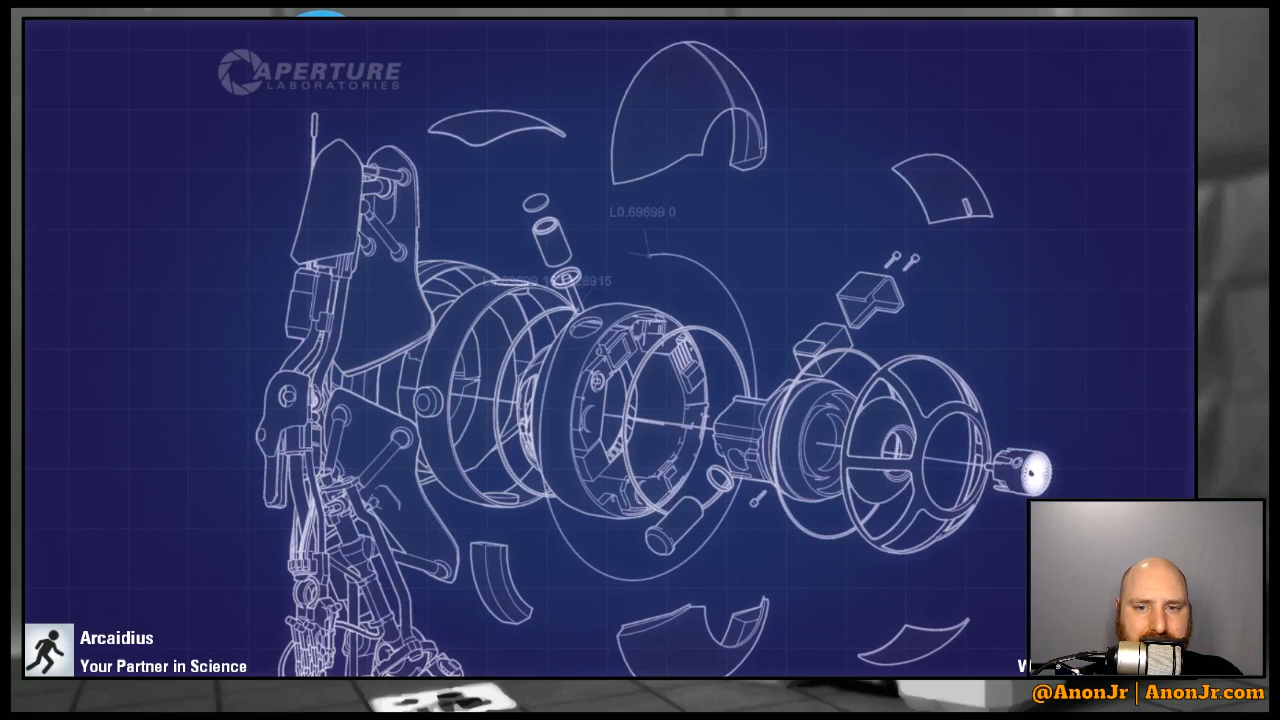 APERTURE
LABORATORIES
L0.69699 0
Arcaidius
Your Partner in Science
@AnonJr | AnonJr.com